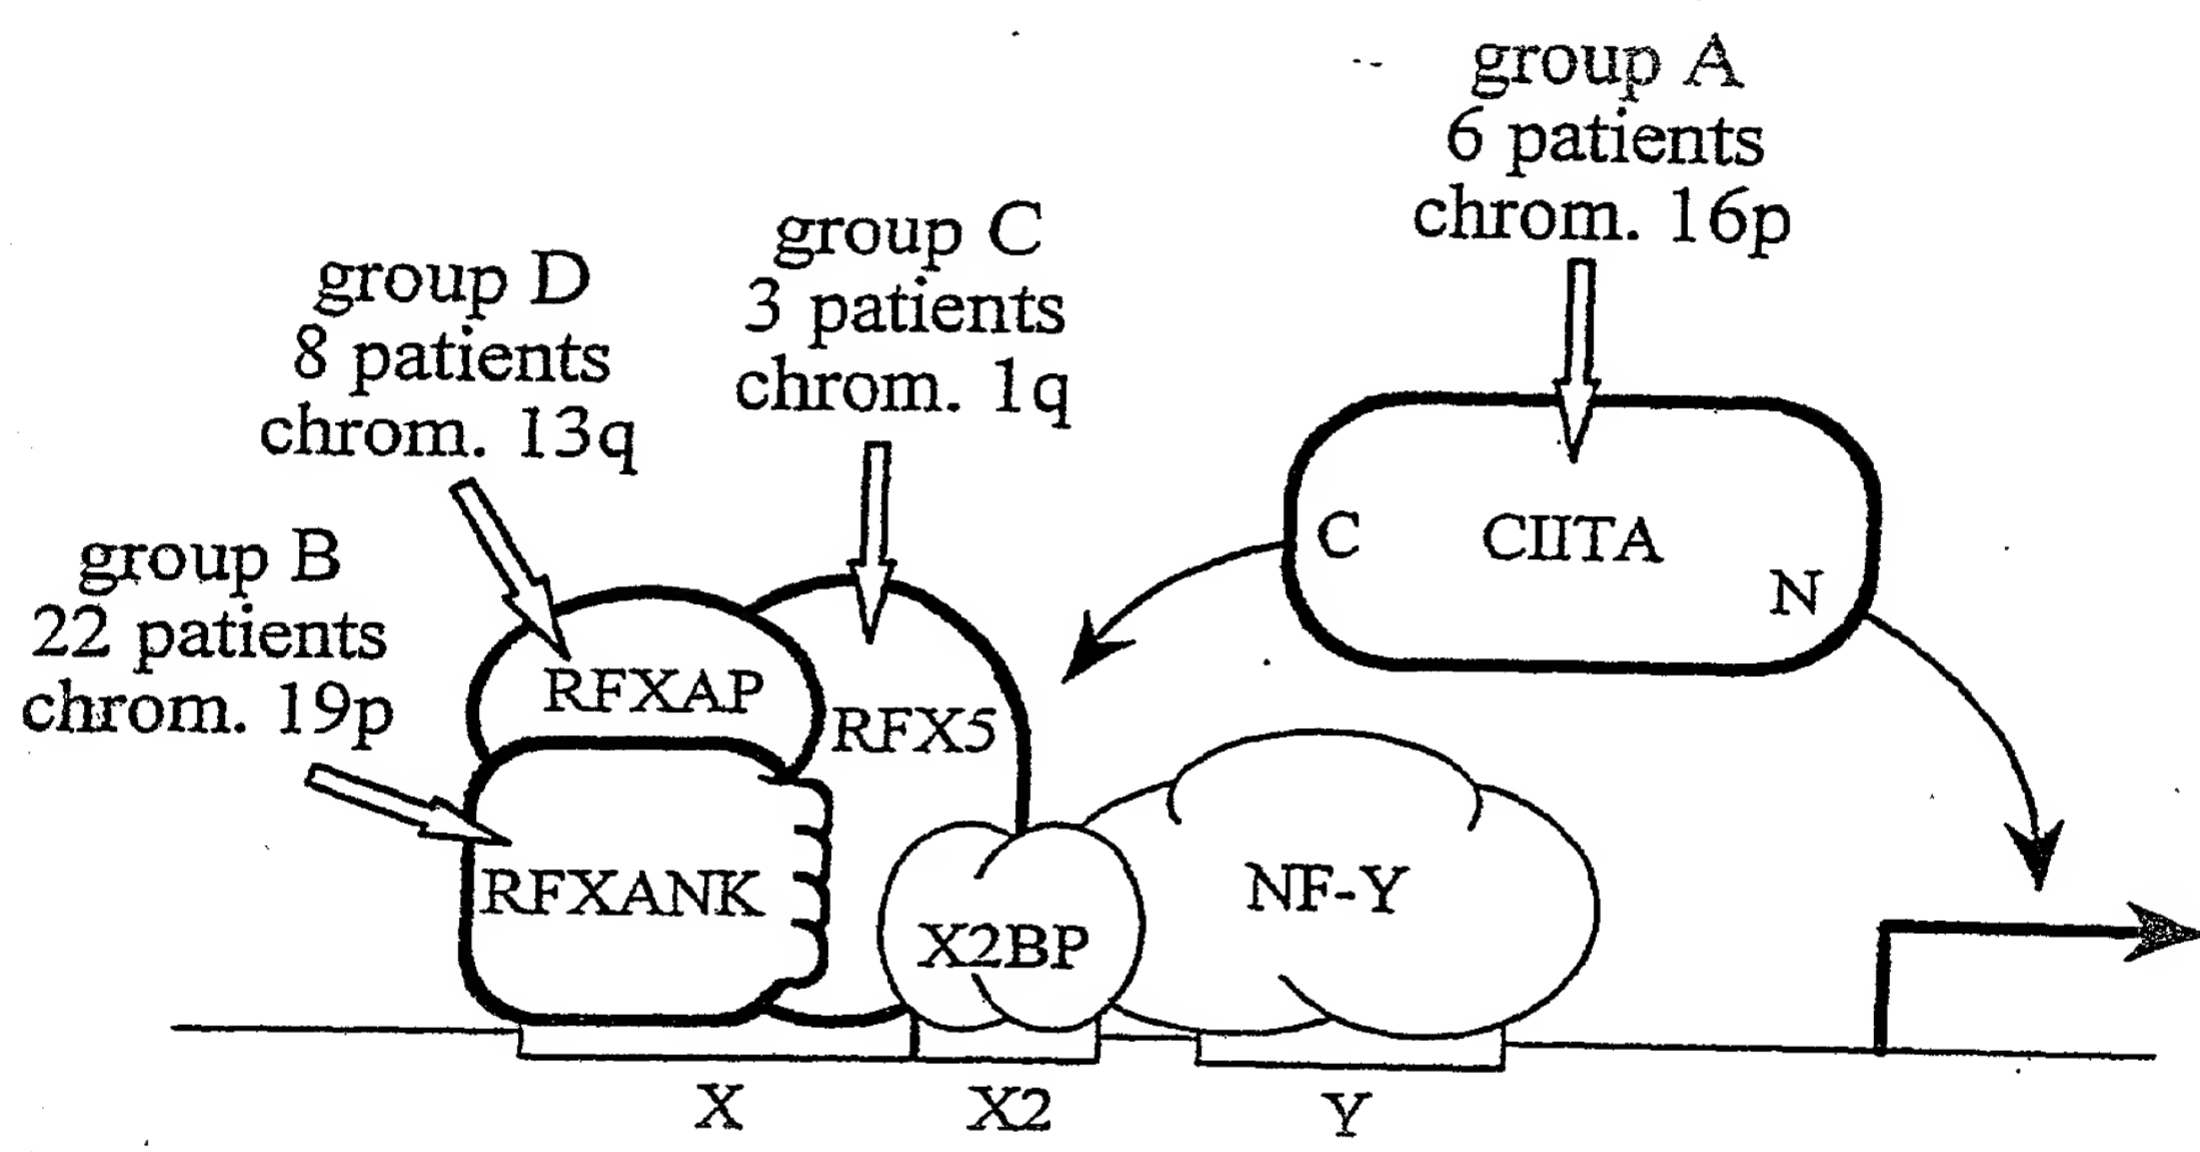 group A
6 patients
chrom. 16p
group C
3 patients
chrom. 1q
group D
8 patients
chrom. 13q
group B
22 patients
chrom. 19p
C
CIITA
N
RFXAP
RFX5
RFXANK
X2BP
NF-Y
X
X2
Y